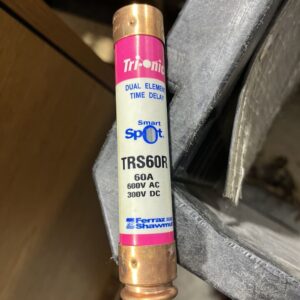 Tri-onic
DUAL ELEMENT
TIME DELAY
Smart
Spot.
TRS60R
60A
600V AC
300V DC
Ferraz
Shawmut